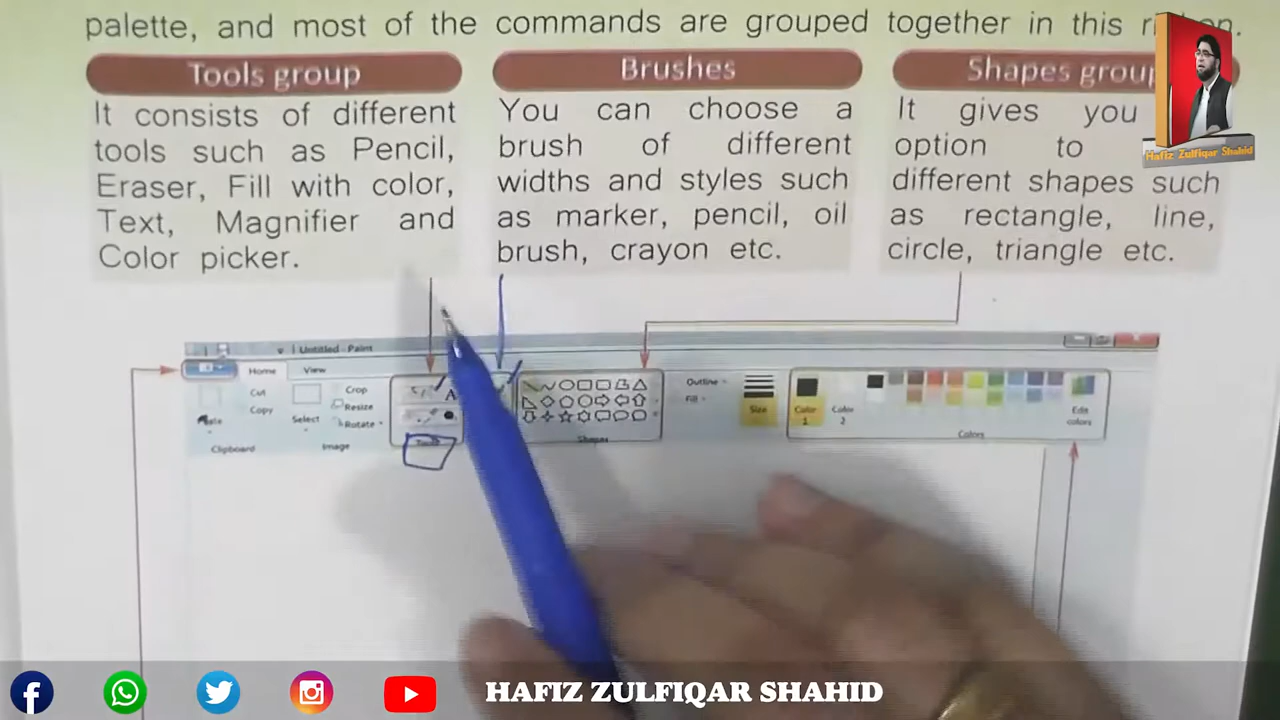 palette, and most of the commands are grouped together in this
Tools group
It consists of different
tools such as Pencil,
Eraser, Fill with color,
Text, Magnifier and
Color picker.
Brushes
You can choose a
brush of different
widths and styles such
as marker, pencil, oil
brush, crayon etc.
Shapes
It gives you
option to
different shapes such
as rectangle, line,
circle, triangle etc.
Hafiz Zulfiqar Shahid
Untitled - Paint
Home View
Cut
Copy
Clipboard
Select
Crop
Resize
Rotate
Image
A
Tools
Shapes
Outline
Fill
Size
Color 1
Color 2
Edit colors
Colors
HAFIZ ZULFIQAR SHAHID